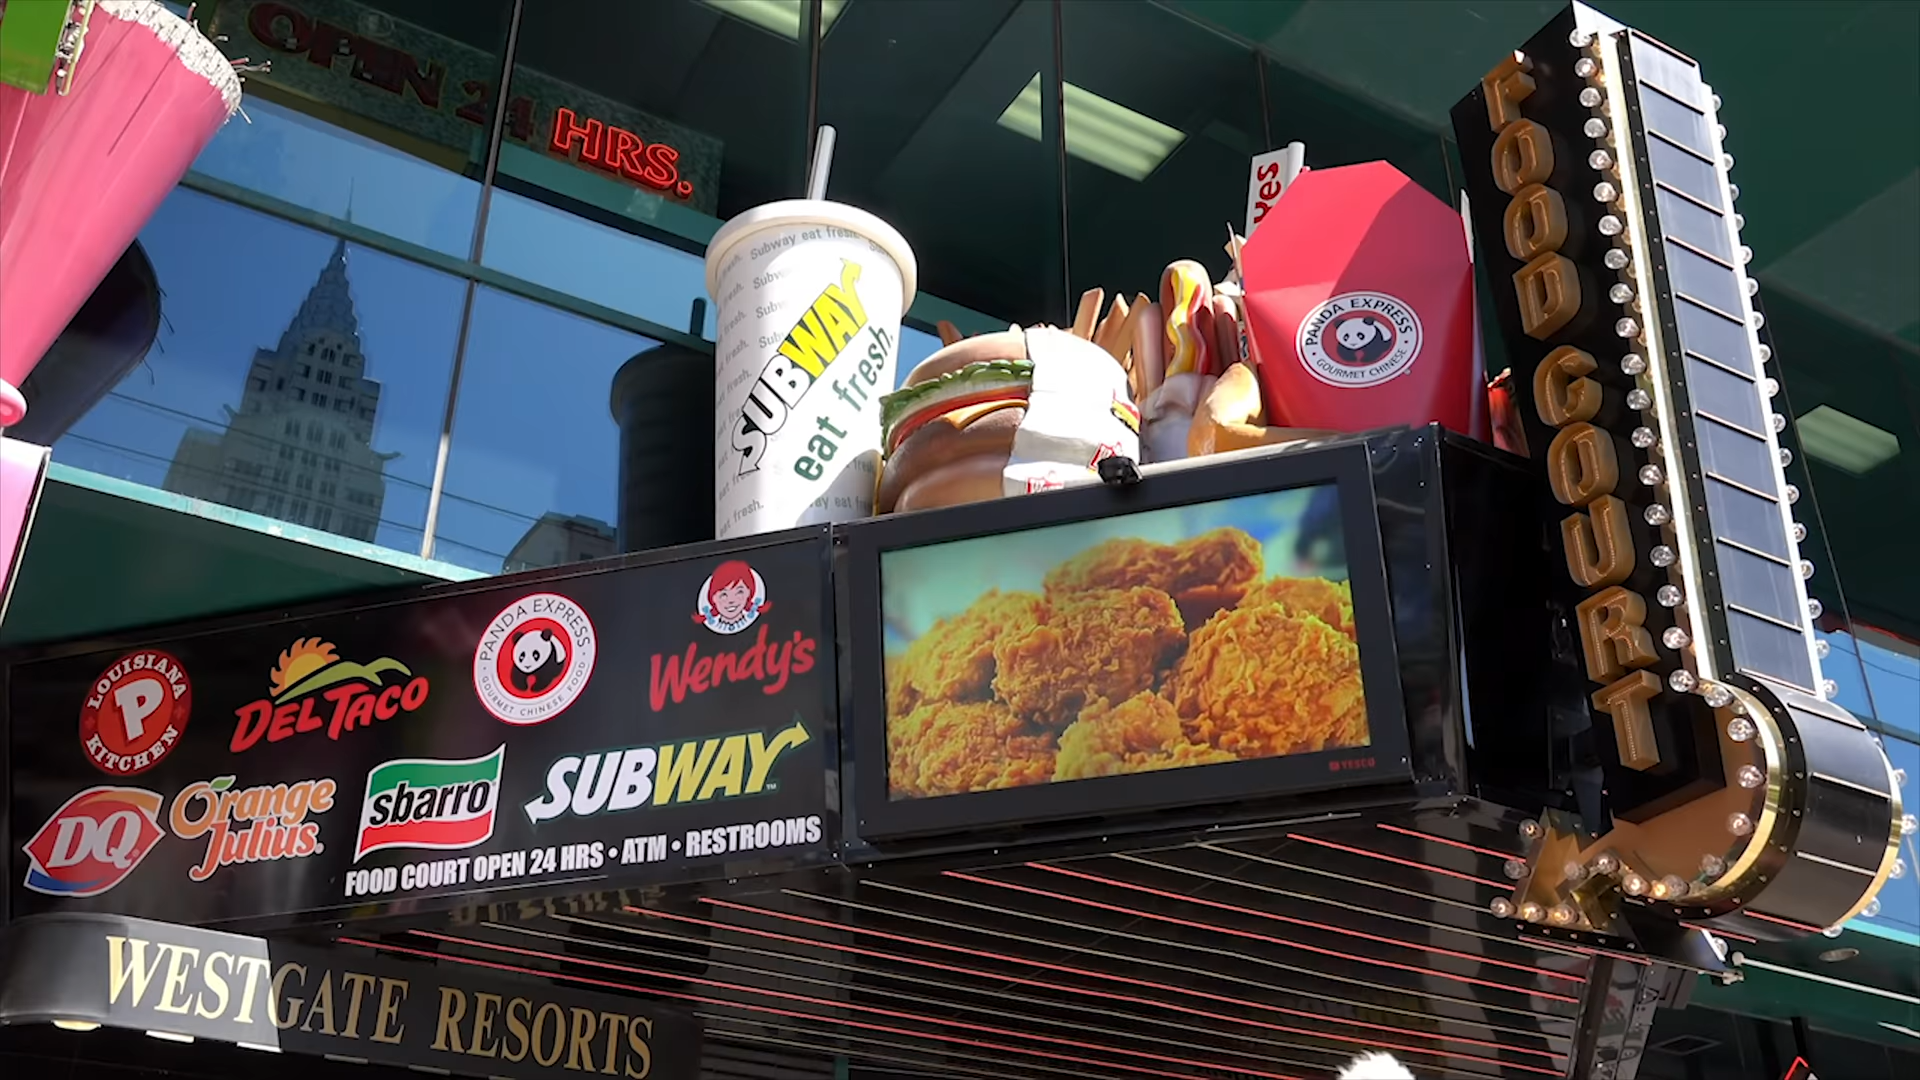 OPEN 24 HRS.
Subway eat fresh.
SUBWAY
eat fresh.
PANDA EXPRESS
GOURMET CHINESE
FOOD COURT
LOUISIANA
P
KITCHEN
DEL TACO
PANDA EXPRESS
GOURMET CHINESE FOOD
Wendy's
DQ
Orange
Julius.
sbarro
SUBWAY
FOOD COURT OPEN 24 HRS • ATM • RESTROOMS
TESCO
WESTGATE RESORTS